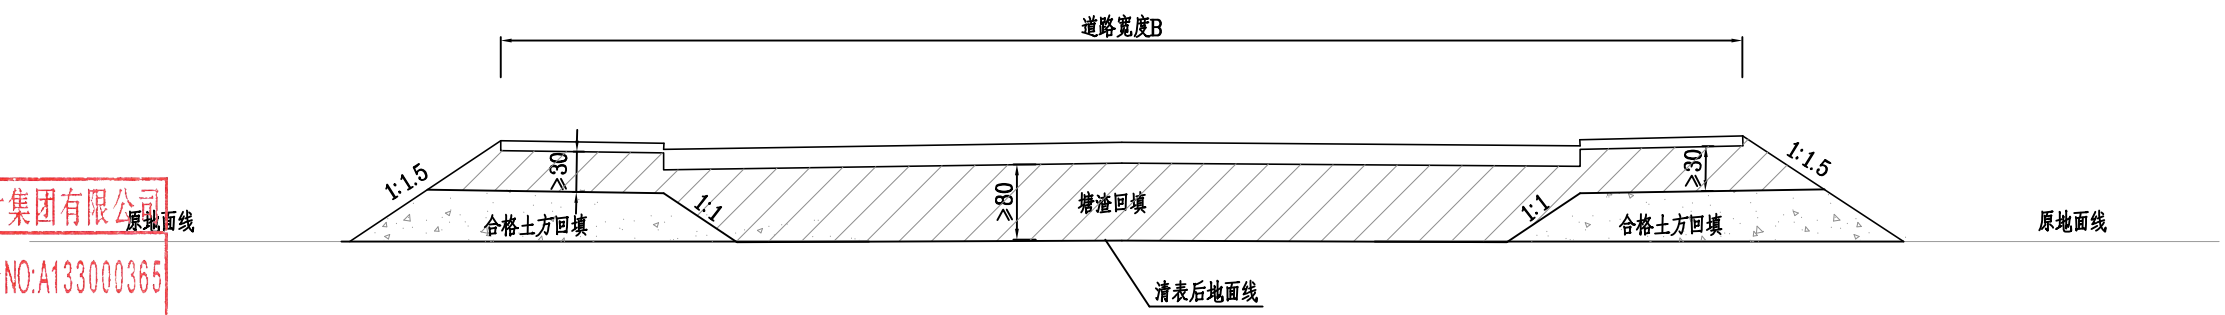 道路宽度B
1:1.5
≥30
≥80
塘渣回填
≥30
1:1.5
集团有限公司
原地面线
合格土方回填
1:1
1:1
合格土方回填
原地面线
NO:A133000365
清表后地面线